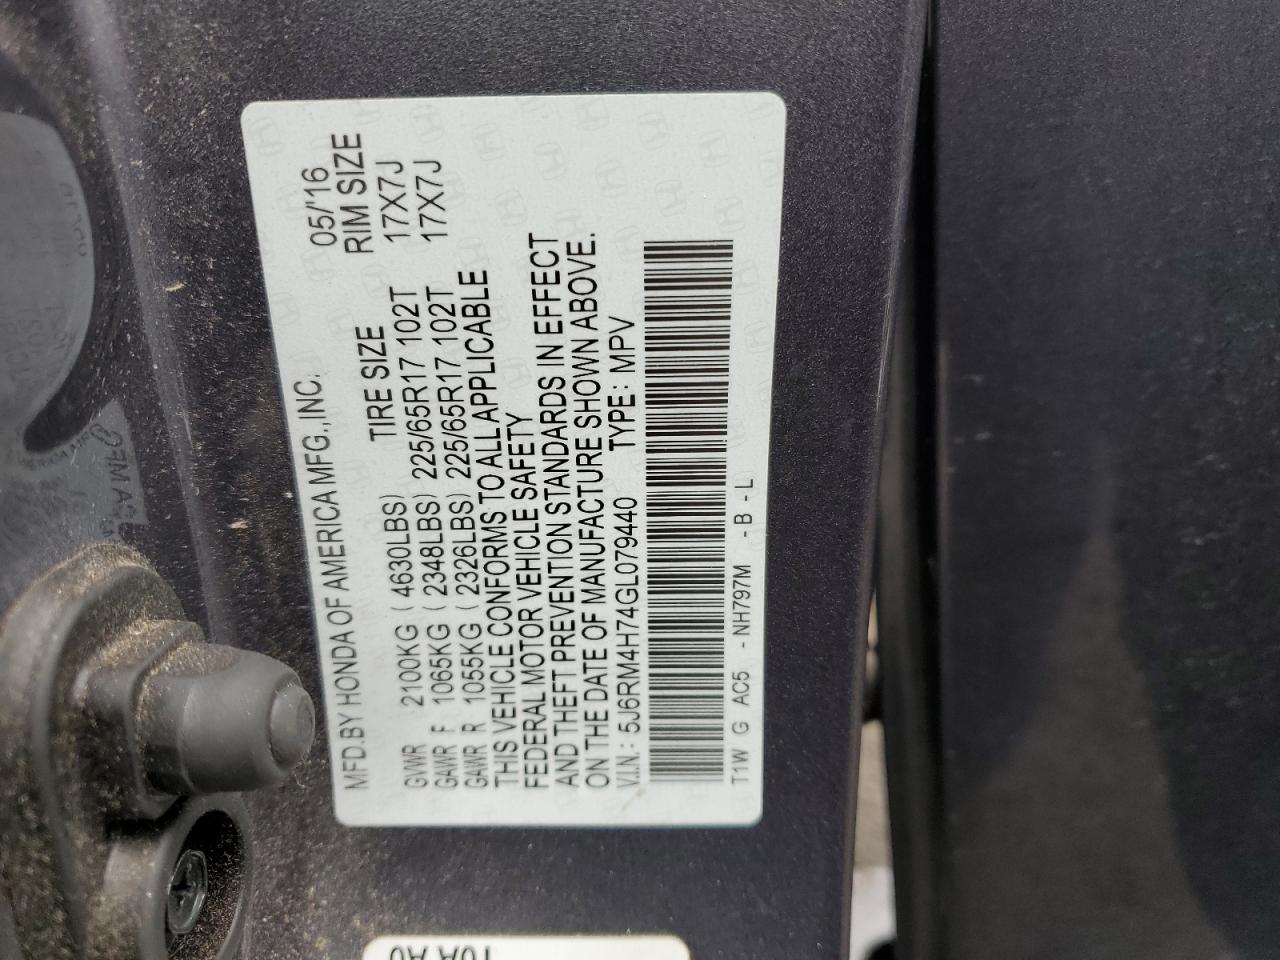 MFD.BY HONDA OF AMERICA MFG.,INC. 05/'16
TIRE SIZE RIM SIZE
GVWR 2100KG ( 4630LBS)
GAWR F 1065KG ( 2348LBS) 225/65R17 102T 17X7J
GAWR R 1055KG ( 2326LBS) 225/65R17 102T 17X7J
THIS VEHICLE CONFORMS TO ALL APPLICABLE
FEDERAL MOTOR VEHICLE SAFETY
AND THEFT PREVENTION STANDARDS IN EFFECT
ON THE DATE OF MANUFACTURE SHOWN ABOVE.
V.I.N.: 5J6RM4H74GL079440 TYPE: MPV
T1W G AC5 - NH797M - B - L